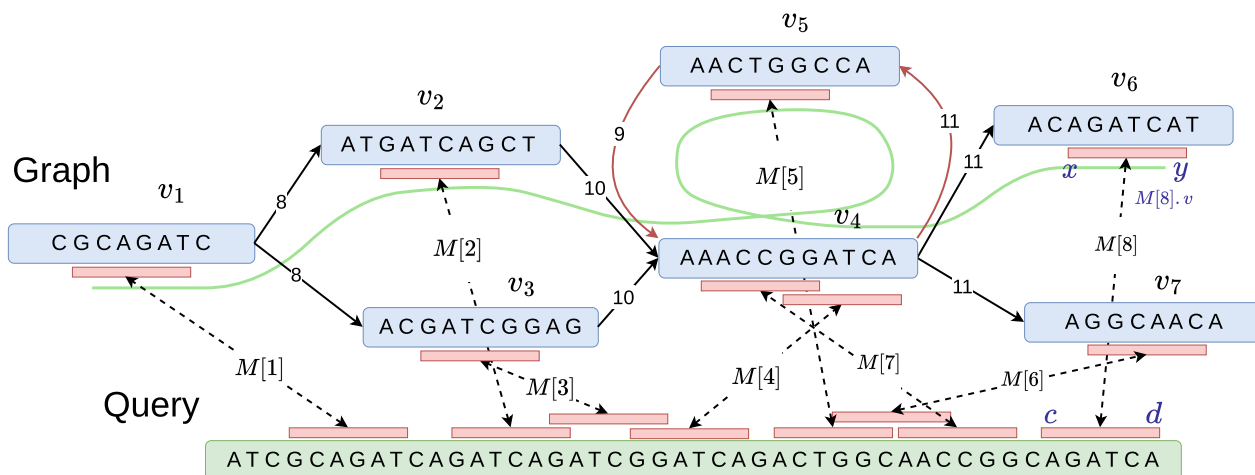 v5
AACTGGCCA
v2
v6
9
11
ACAGATCAT
ATGATCAGCT
11
Graph
x
y
v1
M[5]
10
M[8].v
8
v4
CGCAGATC
M[2]
M[8]
AAACCGGATCA
8
v3
11
v7
10
ACGATCGGAG
AGGCAACA
M[1]
M[7]
M[3]
M[4]
M[6]
Query
c
d
ATCGCAGATCAGATCAGATCGGATCAGACTGGCAACCGGCAGATCA